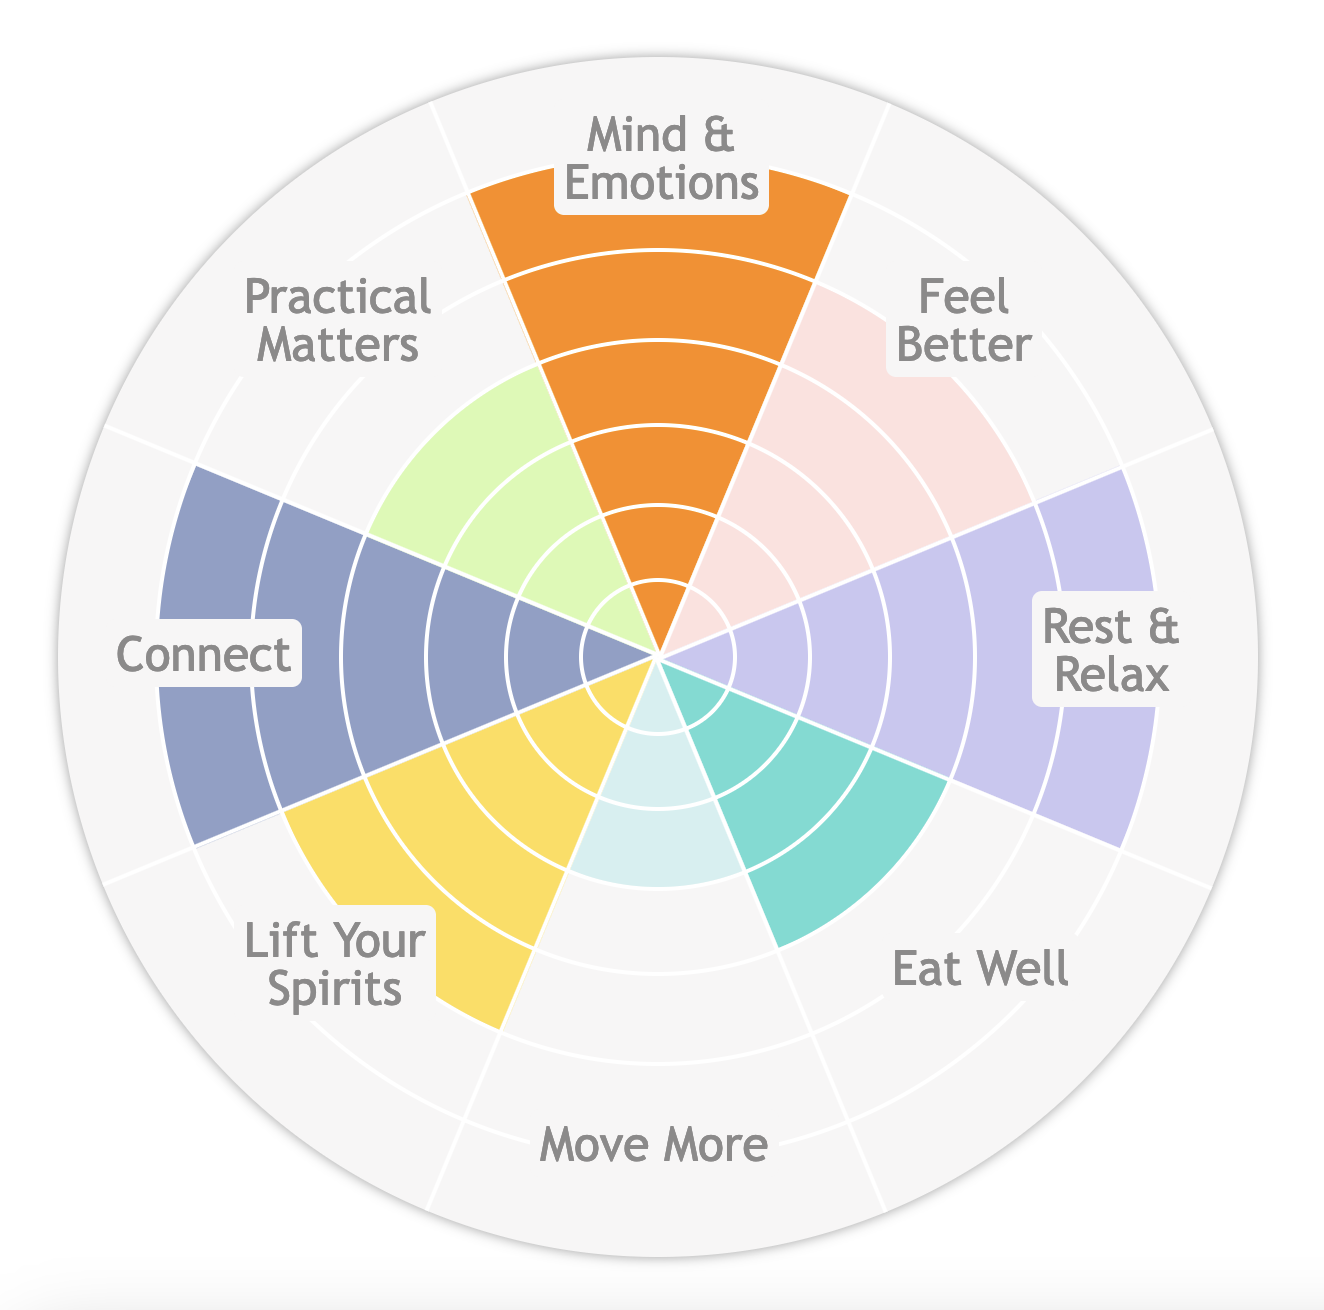 Mind &
Emotions
Practical
Matters
Feel
Better
Connect
Rest &
Relax
Lift Your
Spirits
Eat Well
Move More